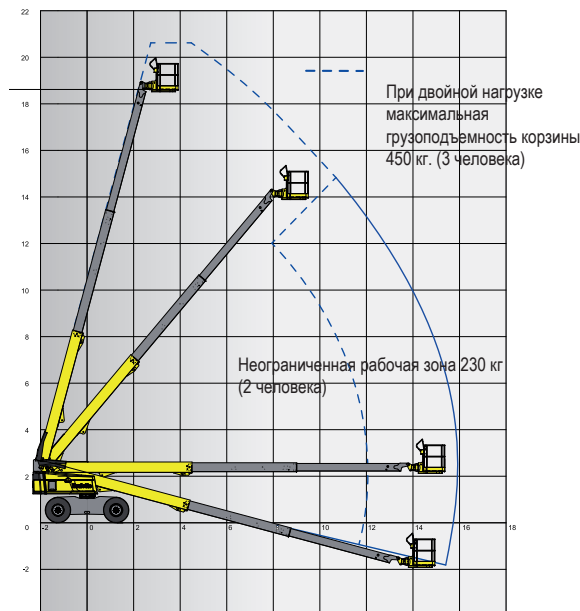 22
20
18
16
14
12
10
8
6
4
2
0
-2
При двойной нагрузке
максимальная
грузоподъемность корзины
450 кг. (3 человека)
Неограниченная рабочая зона 230 кг
(2 человека)
-2 0 2 4 6 8 10 12 14 16 18